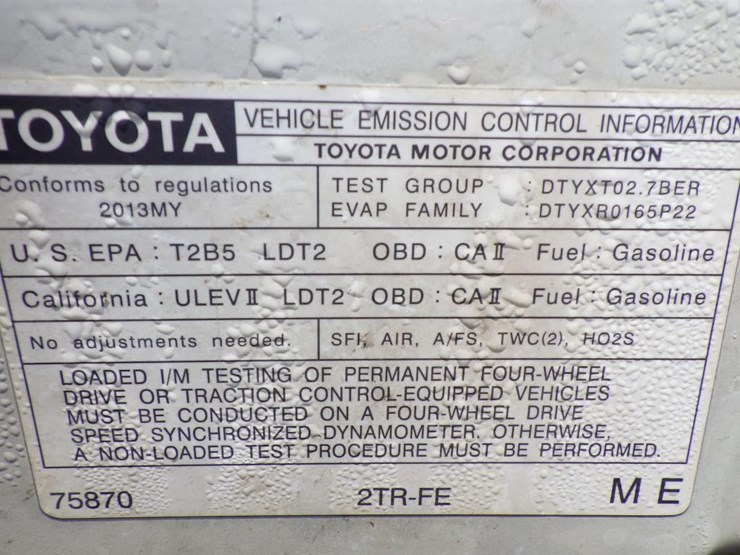 TOYOTA VEHICLE EMISSION CONTROL INFORMATION
TOYOTA MOTOR CORPORATION
Conforms to regulations
2013MY
TEST GROUP : DTYXT02.7BER
EVAP FAMILY : DTYXR0165P22
U. S. EPA : T2B5 LDT2 OBD : CAⅡ Fuel : Gasoline
California : ULEVⅡ LDT2 OBD : CAⅡ Fuel : Gasoline
No adjustments needed.
SFI, AIR, A/FS, TWC(2), HO2S
LOADED I/M TESTING OF PERMANENT FOUR-WHEEL
DRIVE OR TRACTION CONTROL-EQUIPPED VEHICLES
MUST BE CONDUCTED ON A FOUR-WHEEL DRIVE
SPEED SYNCHRONIZED DYNAMOMETER. OTHERWISE,
A NON-LOADED TEST PROCEDURE MUST BE PERFORMED.
75870 2TR-FE M E